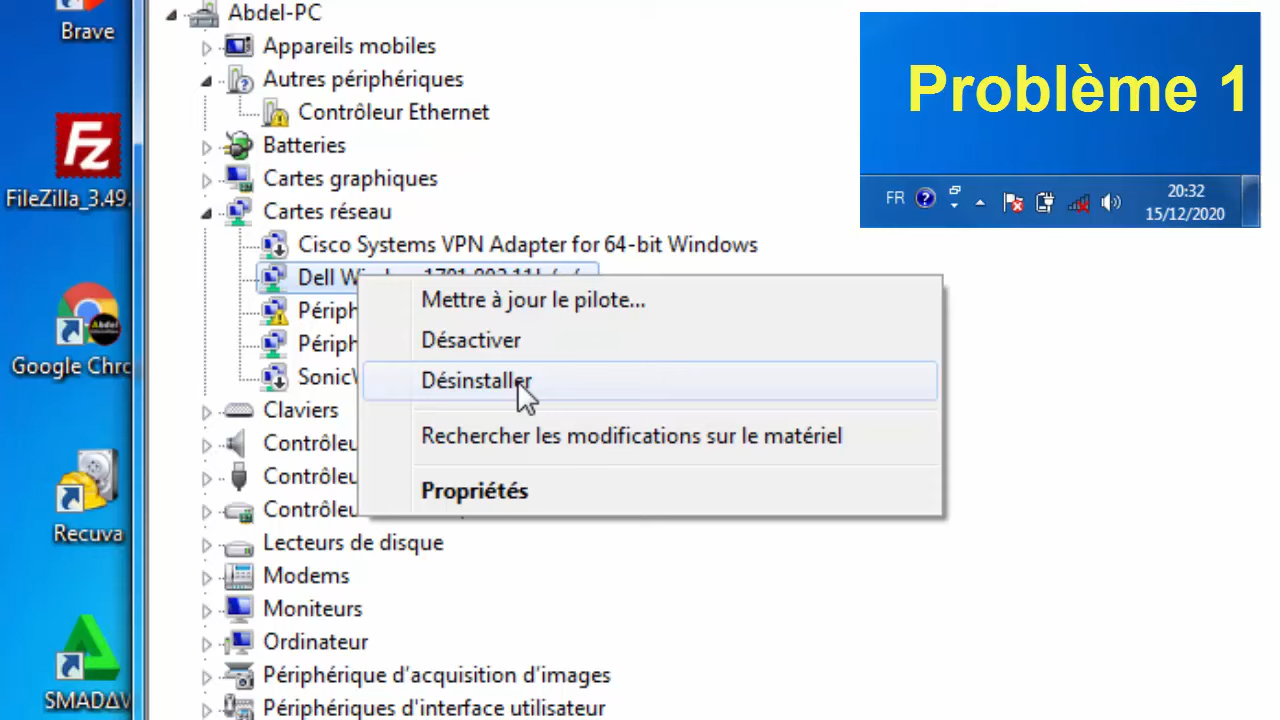 Brave
FileZilla_3.49.
Google Chro
Recuva
SMADAV
Abdel-PC
Appareils mobiles
Autres périphériques
Contrôleur Ethernet
Batteries
Cartes graphiques
Cartes réseau
Cisco Systems VPN Adapter for 64-bit Windows
Dell
Périph
Périph
Sonic
Claviers
Contrôleu
Contrôleu
Contrôleu
Lecteurs de disque
Modems
Moniteurs
Ordinateur
Périphérique d'acquisition d'images
Périphériques d'interface utilisateur
Mettre à jour le pilote...
Désactiver
Désinstaller
Rechercher les modifications sur le matériel
Propriétés
Problème 1
FR
20:32
15/12/2020